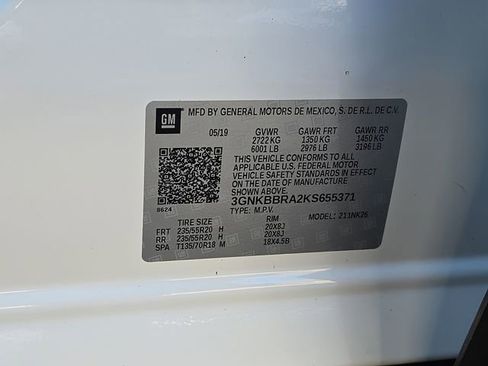 GM
MFD BY GENERAL MOTORS DE MEXICO, S. DE R.L. DE C.V.
05/19 GVWR GAWR FRT GAWR RR
2722 KG 1350 KG 1450 KG
6001 LB 2976 LB 3196 LB
THIS VEHICLE CONFORMS TO ALL
APPLICABLE U.S. FEDERAL MOTOR
VEHICLE SAFETY STANDARDS IN EFFECT
ON THE DATE OF MANUFACTURE SHOWN ABOVE.
3GNKBBRA2KS655371
TYPE: M.P.V. MODEL: 211NK26
8624
TIRE SIZE RIM
FRT 235/55R20 H 20X8J
RR 235/55R20 H 20X8J
SPA T135/70R18 M 18X4.5B